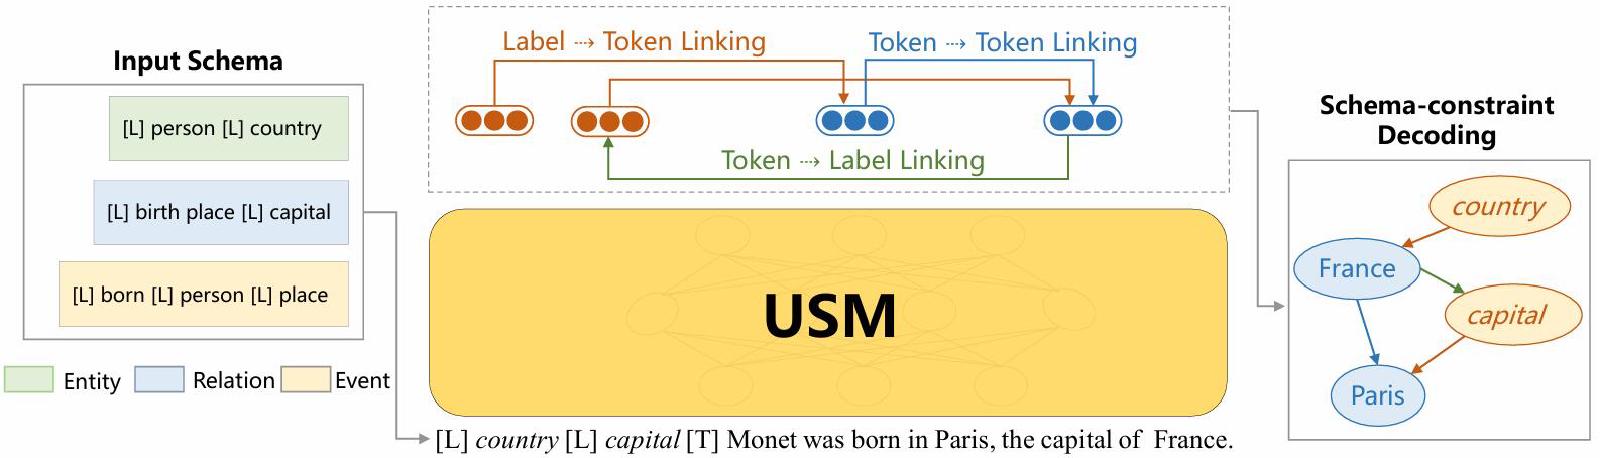 Input Schema
[L] person [L] country
[L] birth place [L] capital
[L] born [L] person [L] place
Entity
Relation
Event
Label ⇢ Token Linking
Token ⇢ Token Linking
Token ⇢ Label Linking
USM
[L] country [L] capital [T] Monet was born in Paris, the capital of France.
Schema-constraint
Decoding
country
France
capital
Paris